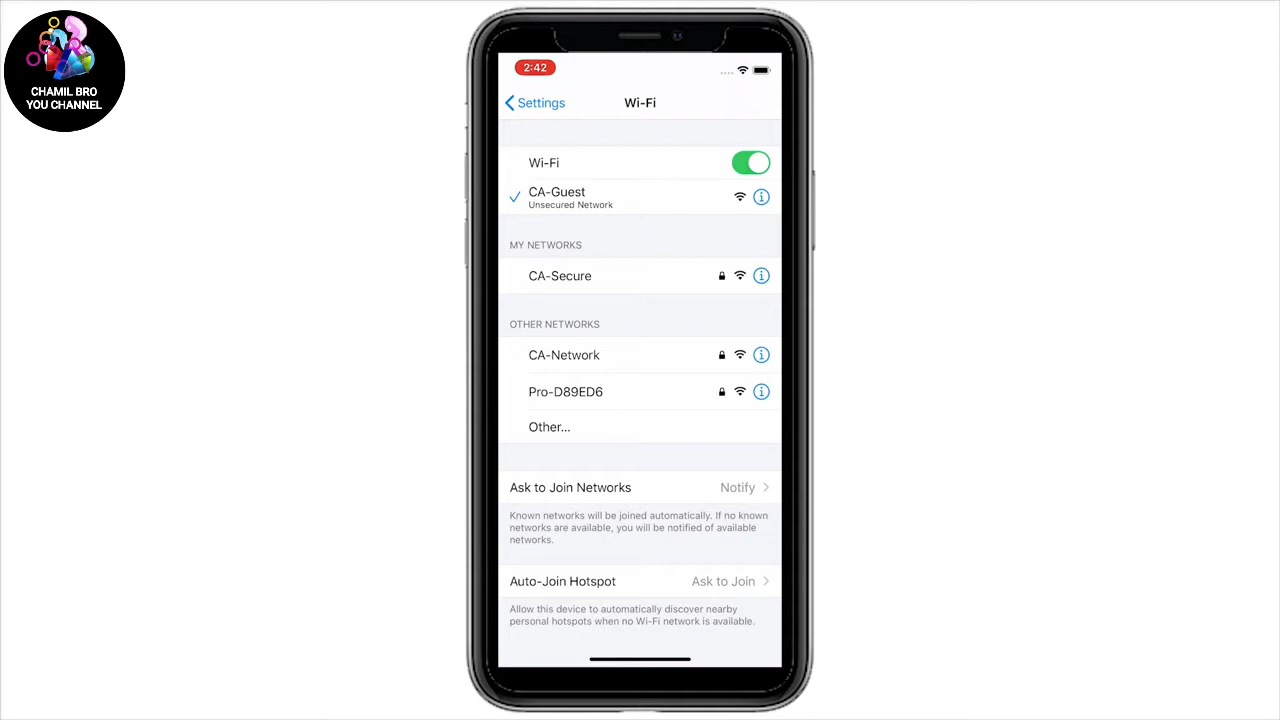 CHAMIL BRO
YOU CHANNEL
2:42
Settings
Wi-Fi
Wi-Fi
CA-Guest
Unsecured Network
MY NETWORKS
CA-Secure
OTHER NETWORKS
CA-Network
Pro-D89ED6
Other...
Ask to Join Networks Notify
Known networks will be joined automatically. If no known
networks are available, you will be notified of available
networks.
Auto-Join Hotspot Ask to Join
Allow this device to automatically discover nearby
personal hotspots when no Wi-Fi network is available.